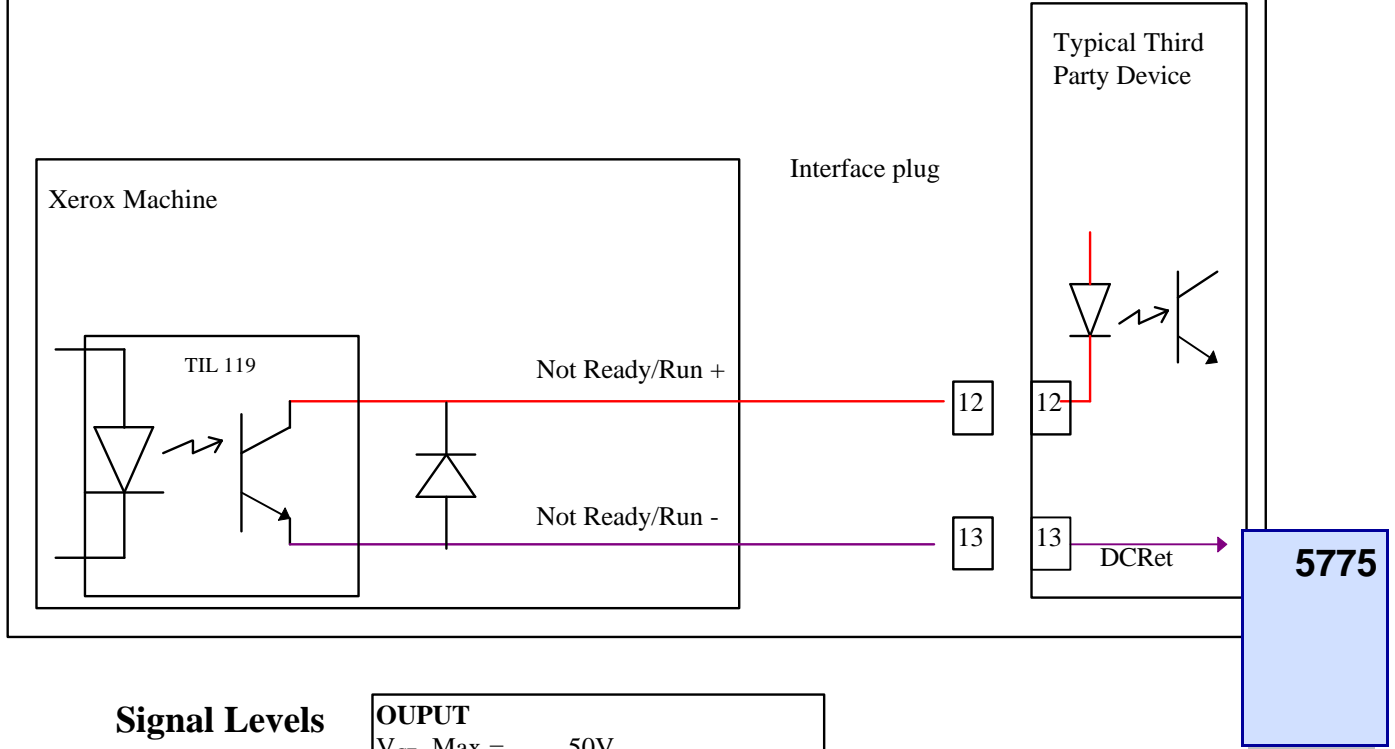 Typical Third
Party Device
Interface plug
Xerox Machine
TIL 119
Not Ready/Run +
12
12
Not Ready/Run -
13
13
DCRet
5775
Signal Levels
OUPUT
Max = 50V